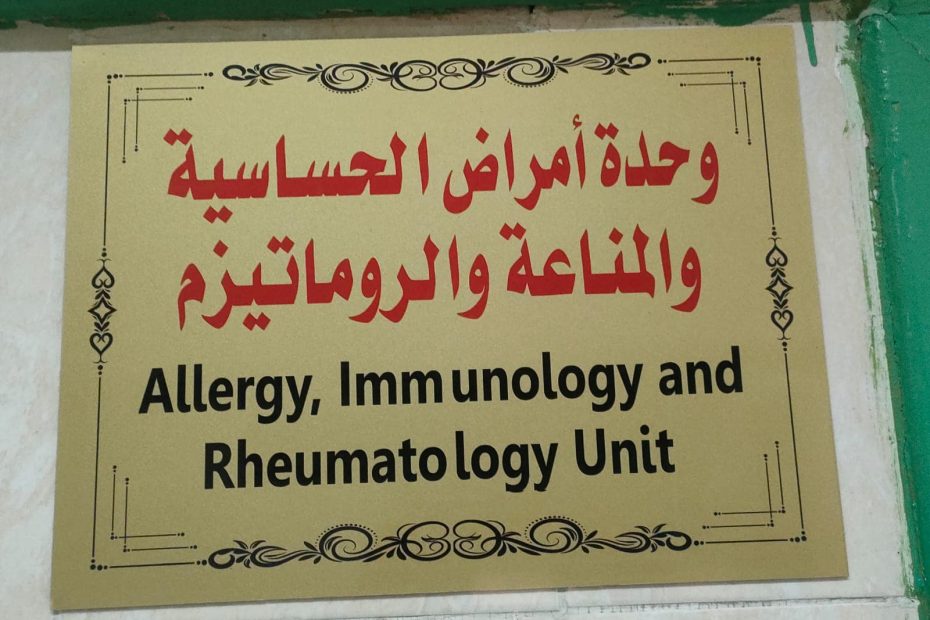 وحدة أمراض الحساسية
والمناعة والروماتيزم
Allergy, Immunology and
Rheumatology Unit